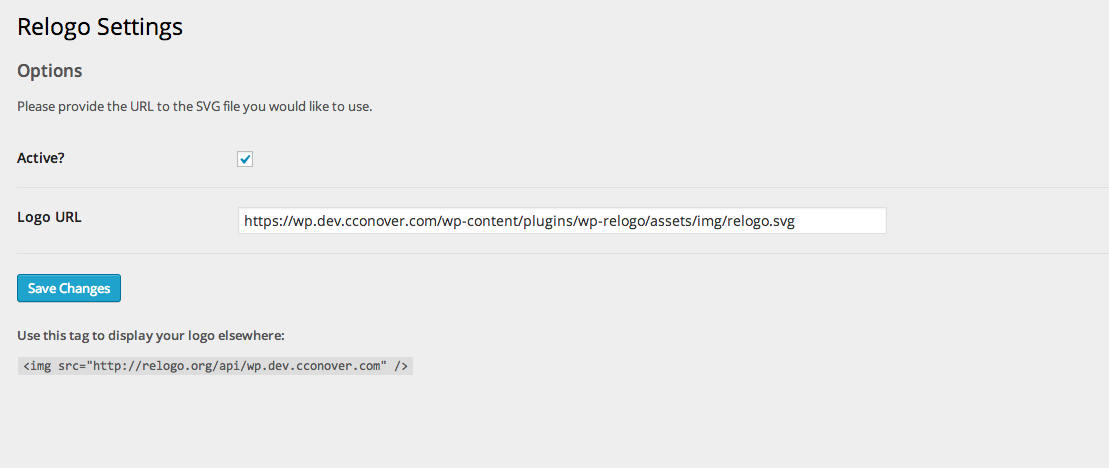 Relogo Settings
Options
Please provide the URL to the SVG file you would like to use.
Active?
Logo URL
https://wp.dev.cconover.com/wp-content/plugins/wp-relogo/assets/img/relogo.svg
Save Changes
Use this tag to display your logo elsewhere:
<img src="http://relogo.org/api/wp.dev.cconover.com" />